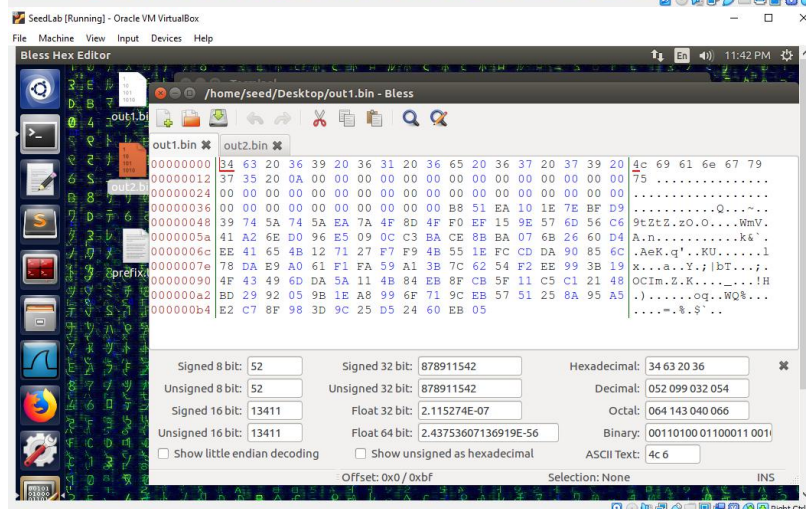 SeedLab [Running] - Oracle VM VirtualBox
File Machine View Input Devices Help
Bless Hex Editor
En
11:42 PM
Terminal
/home/seed/Desktop/out1.bin - Bless
out1.bin
out2.bin
00000000 34 63 20 36 39 20 36 31 20 36 65 20 36 37 20 37 39 20 4c 69 61 6e 67 79
00000012 37 35 20 0A 00 00 00 00 00 00 00 00 00 00 00 00 00 00 75 ................
00000024 00 00 00 00 00 00 00 00 00 00 00 00 00 00 00 00 00 00 ..................
00000036 00 00 00 00 00 00 00 00 00 00 B8 51 EA 10 1E 7E BF D9 ...........Q...~..
00000048 39 74 5A 74 5A EA 7A 4F 8D 4F F0 EF 15 9E 57 6D 56 C6 9tZtZ.zO.O....WmV.
0000005a 41 A2 6E D0 96 E5 09 0C C3 BA CE 8B BA 07 6B 26 60 D4 A.n...........k&`.
0000006c EE 41 65 4B 12 71 27 F7 F9 4B 55 1E FC CD DA 90 85 6C .AeK.q'..KU......l
0000007e 78 DA E9 A0 61 F1 FA 59 A1 3B 7C 62 54 F2 EE 99 3B 19 x...a..Y.;|bT...;.
00000090 4F 43 49 6D DA 5A 11 4B 84 EB 8F CB 5F 11 C5 C1 21 48 OCIm.Z.K...._...!H
000000a2 BD 29 92 05 9B 1E A8 99 6F 71 9C EB 57 51 25 8A 95 A5 .)......oq..WQ%...
000000b4 E2 C7 8F 98 3D 9C 25 D5 24 60 EB 05 ....=.%.$`..
Signed 8 bit: 52 Signed 32 bit: 878911542 Hexadecimal: 34 63 20 36
Unsigned 8 bit: 52 Unsigned 32 bit: 878911542 Decimal: 052 099 032 054
Signed 16 bit: 13411 Float 32 bit: 2.115274E-07 Octal: 064 143 040 066
Unsigned 16 bit: 13411 Float 64 bit: 2.43753607136919E-56 Binary: 00110100 01100011 001
Show little endian decoding Show unsigned as hexadecimal ASCII Text: 4c 6
Offset: 0x0 / 0xbf Selection: None INS